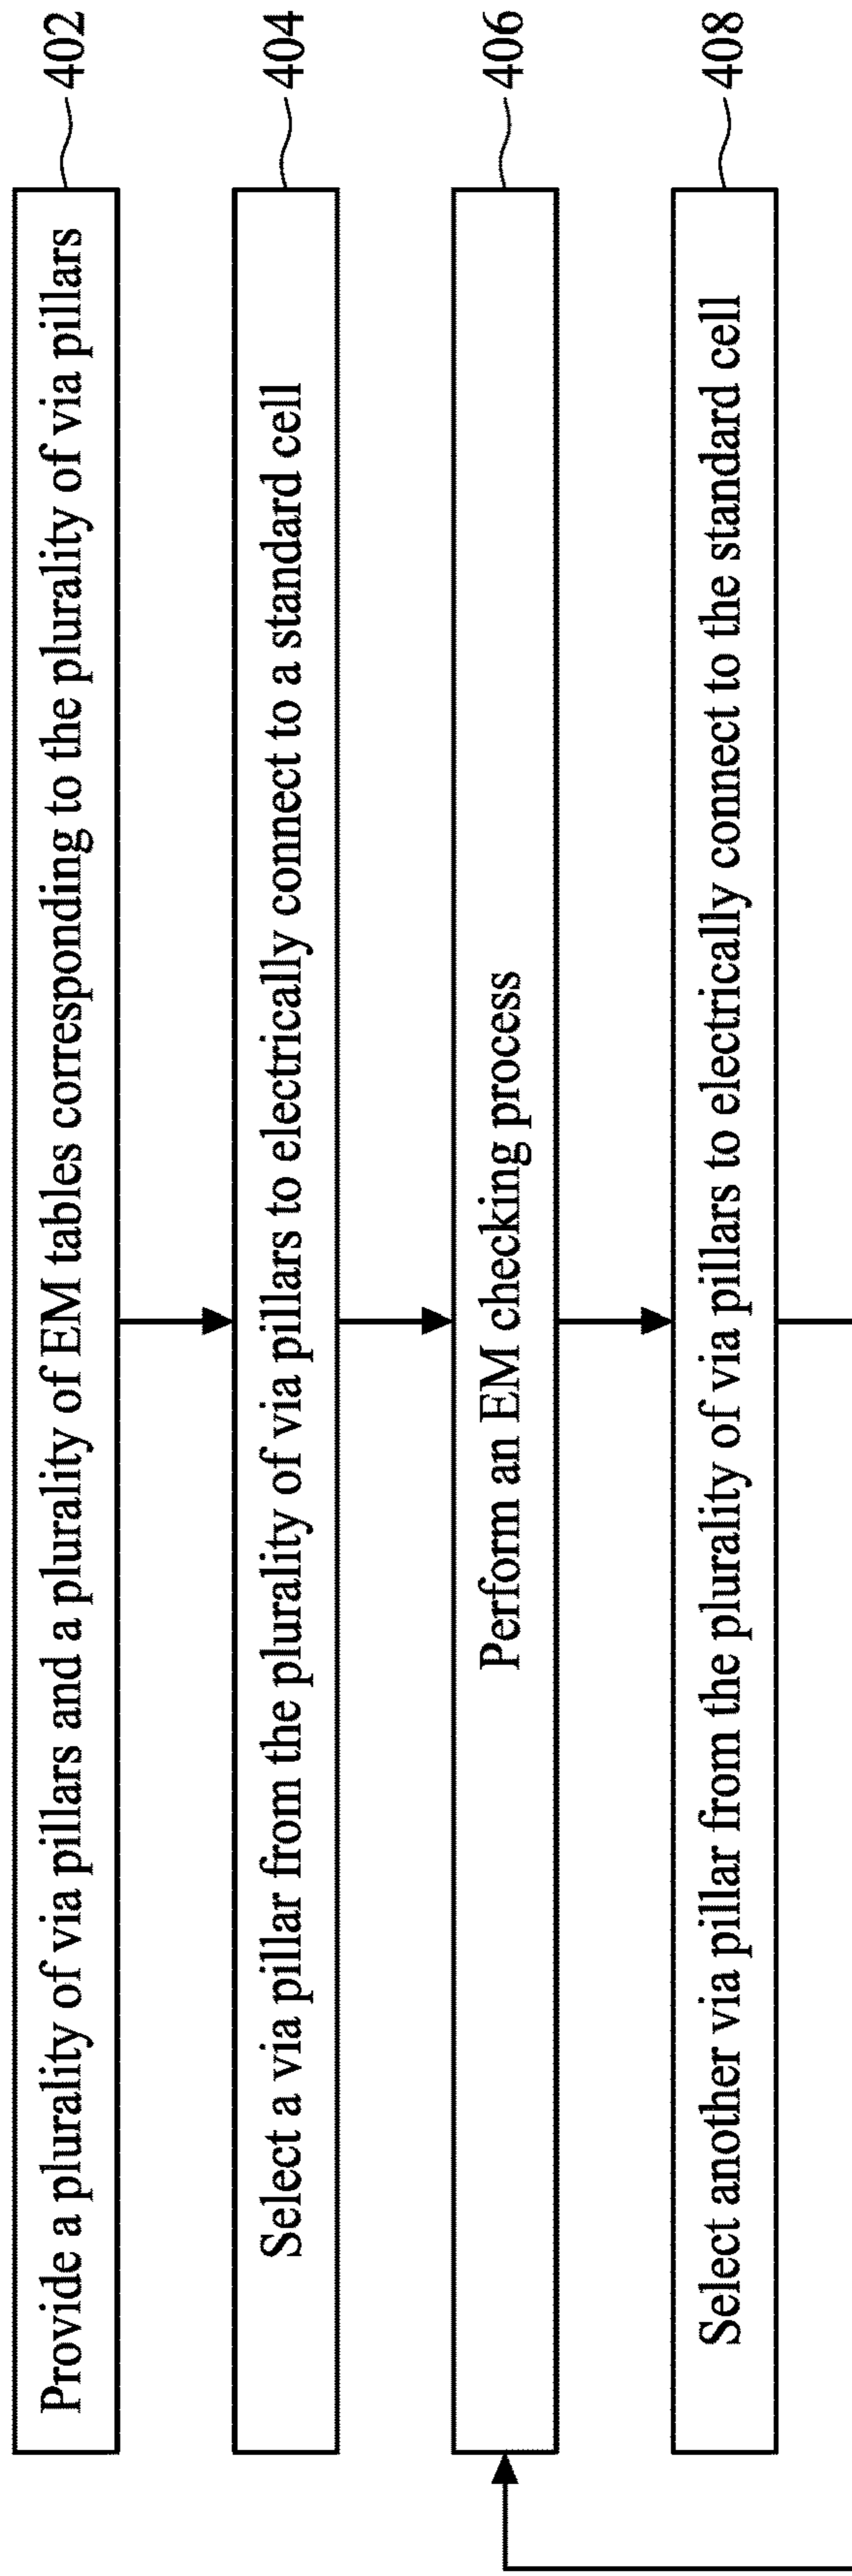 Provide a plurality of via pillars and a plurality of EM tables corresponding to the plurality of via pillars
402
Select a via pillar from the plurality of via pillars to electrically connect to a standard cell
404
Perform an EM checking process
406
Select another via pillar from the plurality of via pillars to electrically connect to the standard cell
408